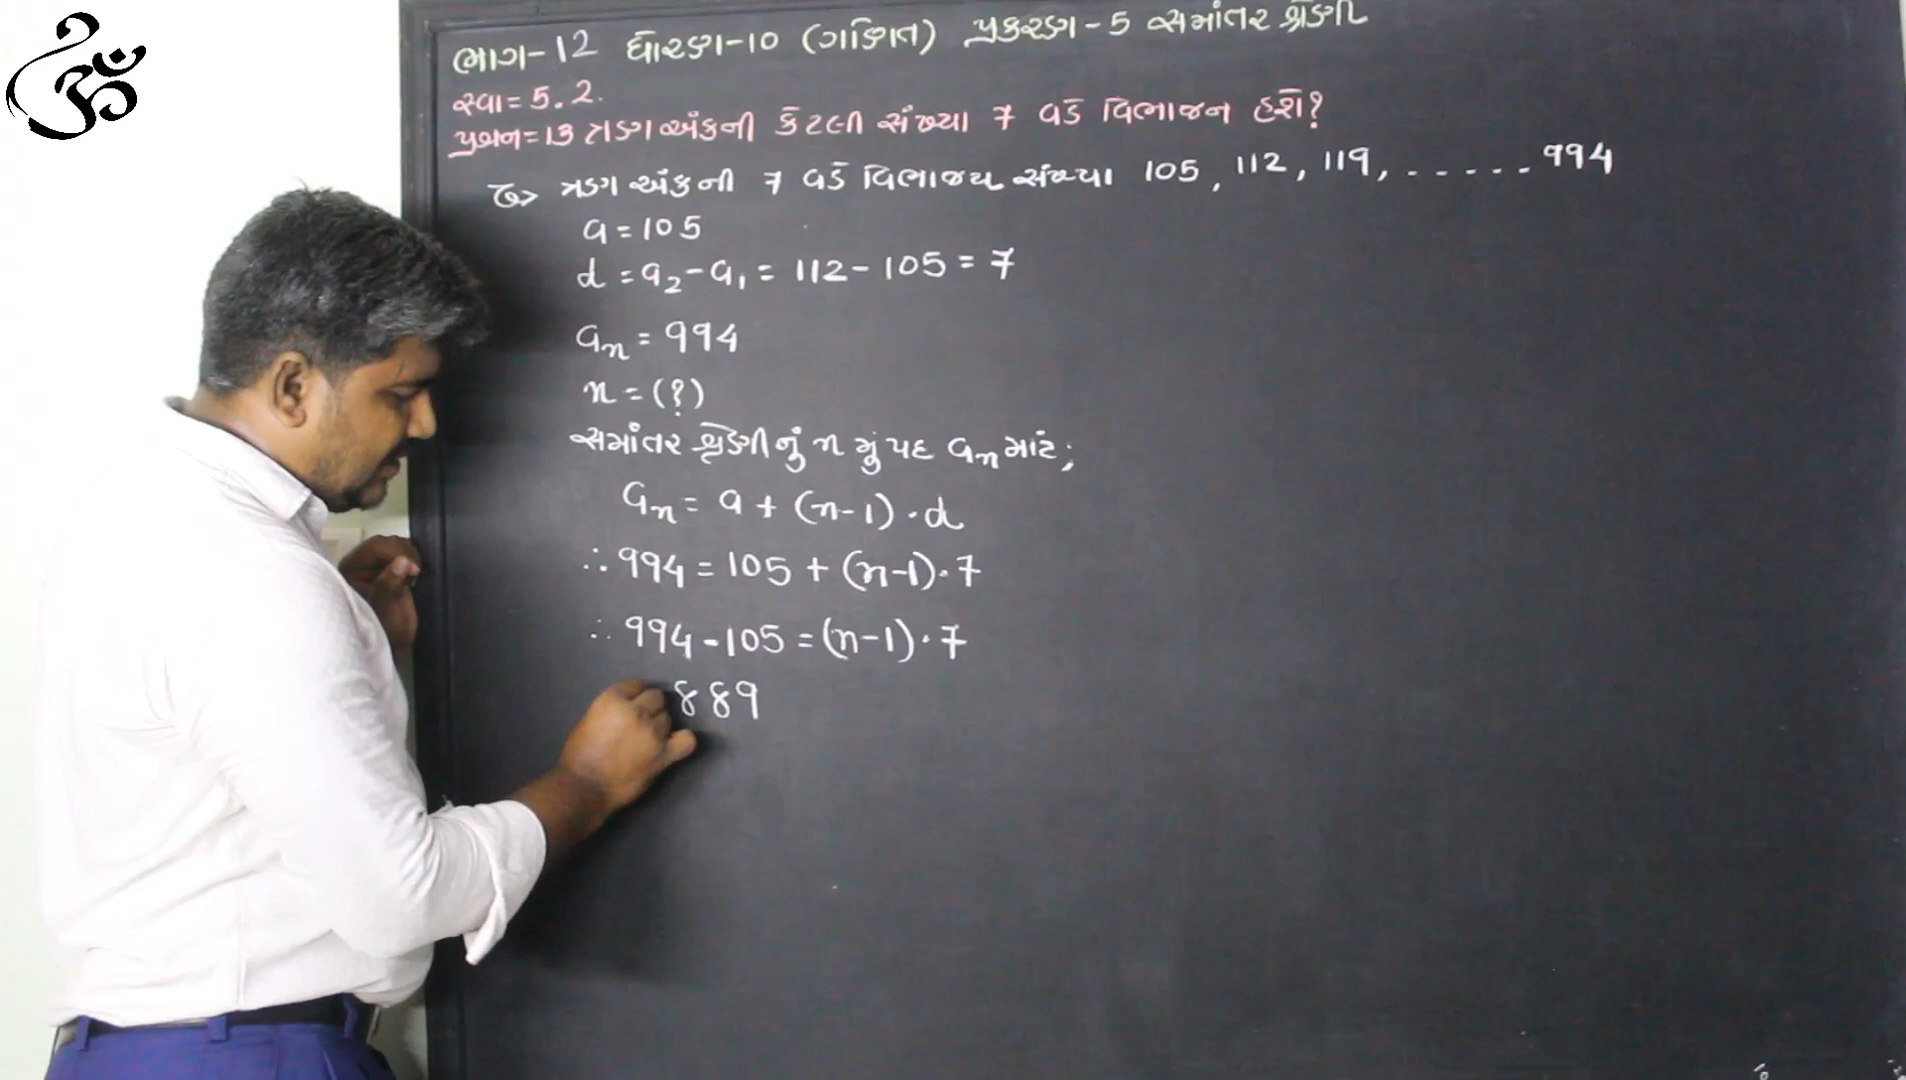 ૐ
ભાગ-12 ધોરણ-10 (ગણિત) પ્રકરણ-5 સમાંતર શ્રેણી
સ્વા = 5.2.
પ્રશ્ન=13 ત્રણ અંકની કેટલી સંખ્યા 7 વડે વિભાજન હશે?
જ> ત્રણ અંકની 7 વડે વિભાજ્ય સંખ્યા 105, 112, 119, ...... 994
a = 105
d = a₂ - a₁ = 112 - 105 = 7
aₙ = 994
n = (?)
સમાંતર શ્રેણીનું n મું પદ aₙ માટે;
aₙ = a + (n-1) · d
∴ 994 = 105 + (n-1) · 7
∴ 994 - 105 = (n-1) · 7
889